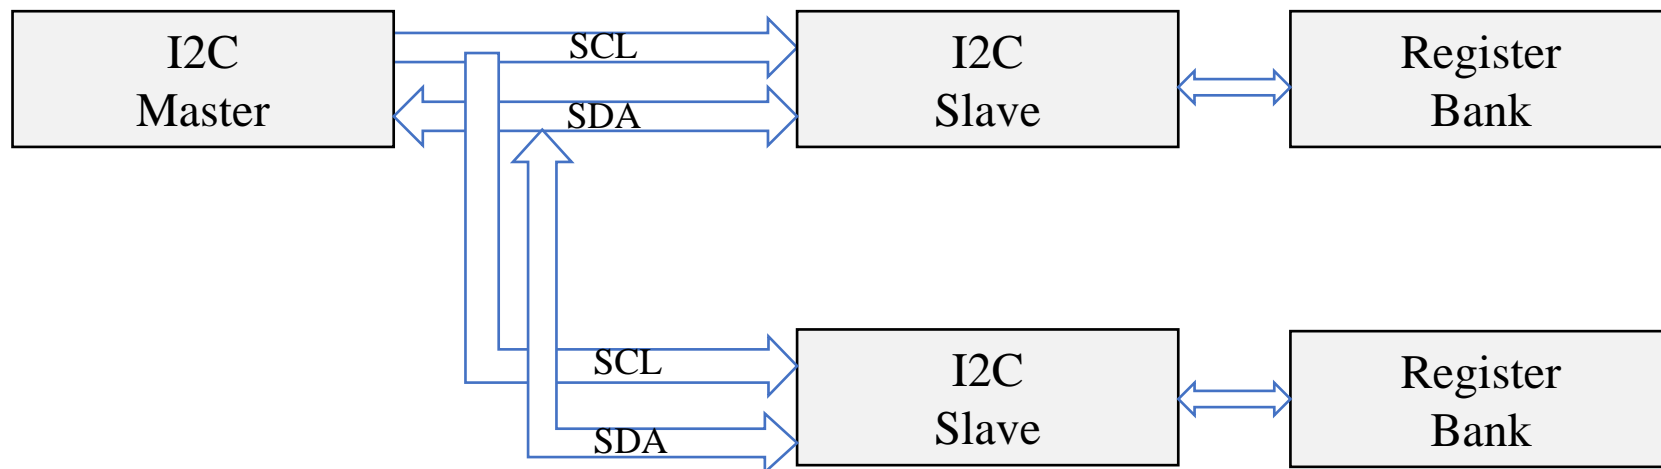 I2C
Master
SCL
SDA
I2C
Slave
Register
Bank
SCL
SDA
I2C
Slave
Register
Bank